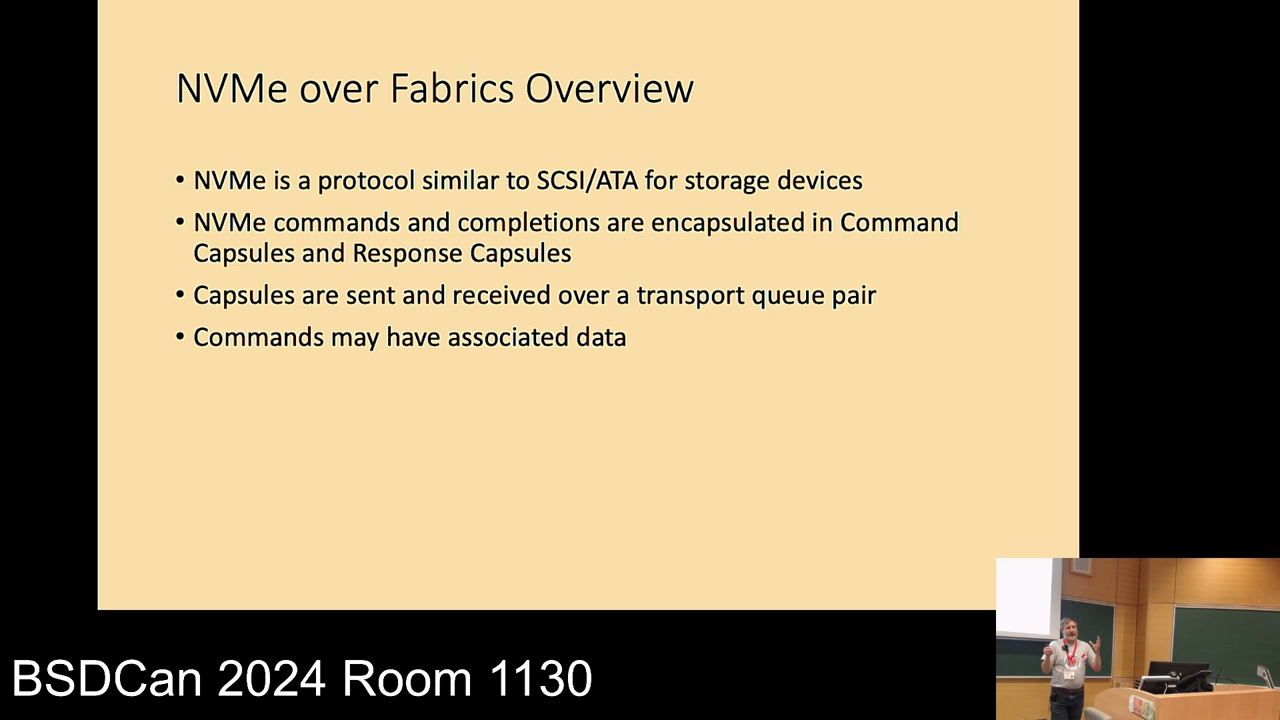 NVMe over Fabrics Overview
• NVMe is a protocol similar to SCSI/ATA for storage devices
• NVMe commands and completions are encapsulated in Command
Capsules and Response Capsules
• Capsules are sent and received over a transport queue pair
• Commands may have associated data
BSDCan 2024 Room 1130